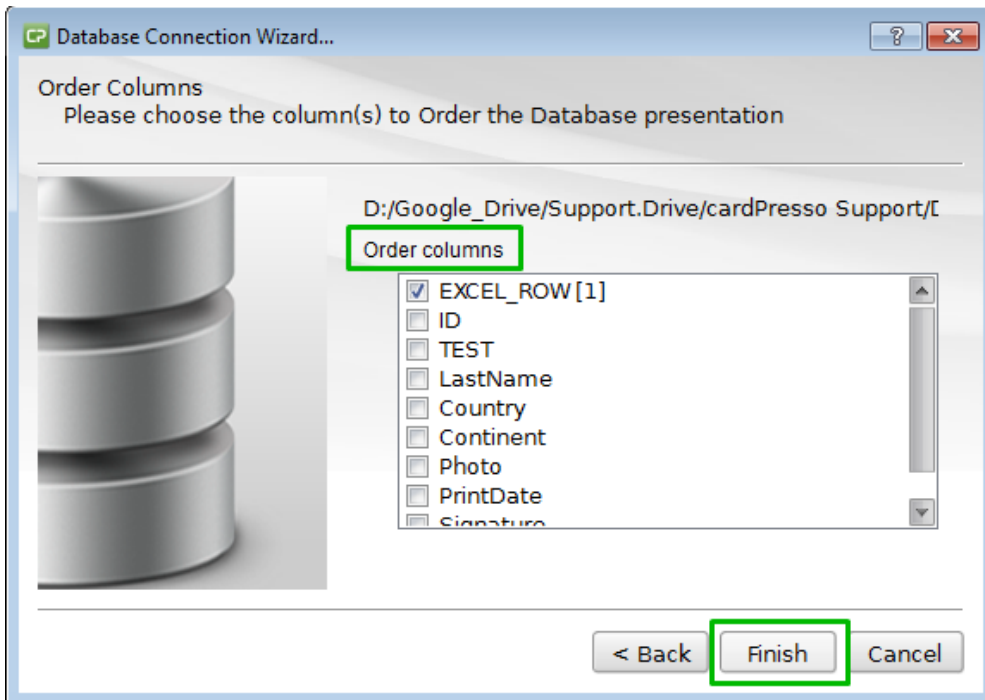 CP Database Connection Wizard...
?
Order Columns
Please choose the column(s) to Order the Database presentation
D:/Google_Drive/Support.Drive/cardPresso Support/
Order columns
EXCEL_ROW[1]
ID
TEST
LastName
Country
Continent
Photo
PrintDate
Signature
< Back
Finish
Cancel